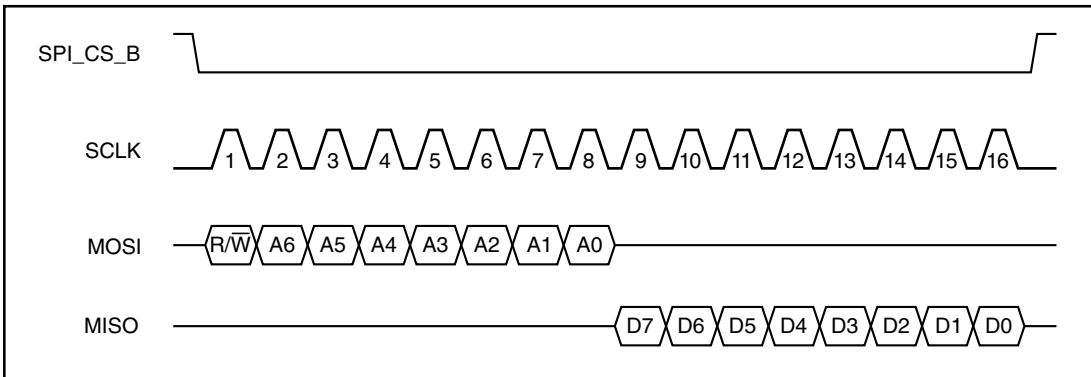 SPI_CS_B
SCLK 1 2 3 4 5 6 7 8 9 10 11 12 13 14 15 16
MOSI R/W̅ A6 A5 A4 A3 A2 A1 A0
MISO D7 D6 D5 D4 D3 D2 D1 D0